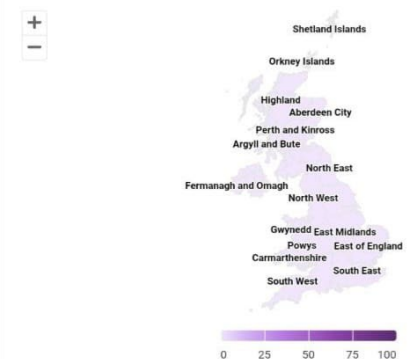 +
−
Shetland Islands
Orkney Islands
Highland
Aberdeen City
Perth and Kinross
Argyll and Bute
North East
Fermanagh and Omagh
North West
Gwynedd East Midlands
Powys East of England
Carmarthenshire
South East
South West
0 25 50 75 100